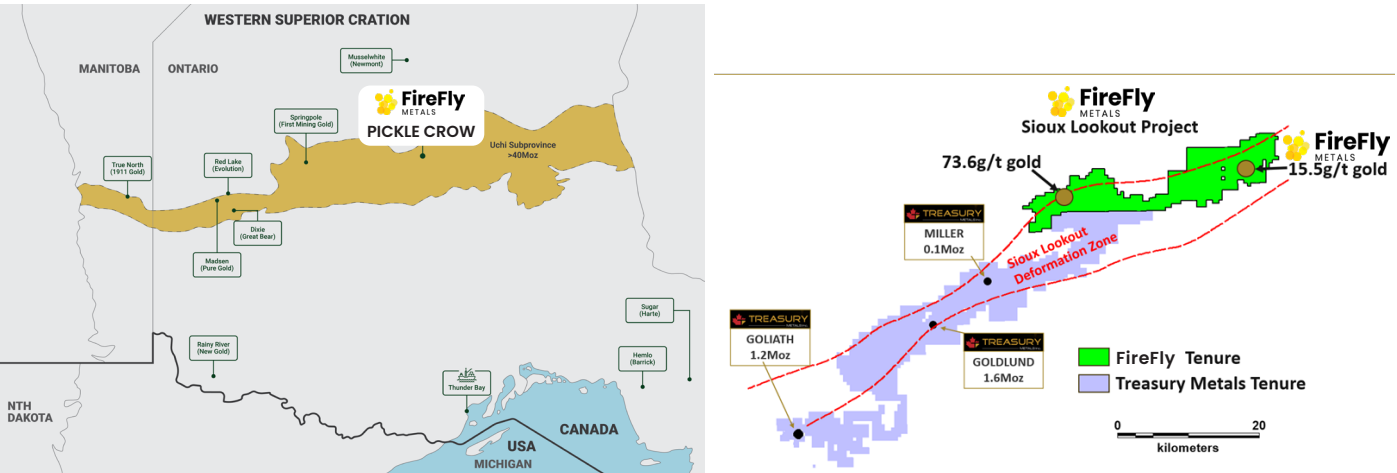 WESTERN SUPERIOR CRATION
MANITOBA
ONTARIO
Musselwhite
(Newmont)
FireFly
METALS
PICKLE CROW
Springpole
(First Mining Gold)
Uchi Subprovince
>40Moz
True North
(1911 Gold)
Red Lake
(Evolution)
Dixie
(Great Bear)
Madsen
(Pure Gold)
Sugar
(Harte)
Rainy River
(New Gold)
Hemlo
(Barrick)
Thunder Bay
NTH
DAKOTA
CANADA
USA
MICHIGAN
FireFly
METALS
Sioux Lookout Project
FireFly
METALS
73.6g/t gold
15.5g/t gold
TREASURY
MILLER
0.1Moz
Sioux Lookout
Deformation Zone
TREASURY
GOLIATH
1.2Moz
TREASURY
GOLDLUND
1.6Moz
FireFly Tenure
Treasury Metals Tenure
0 20
kilometers